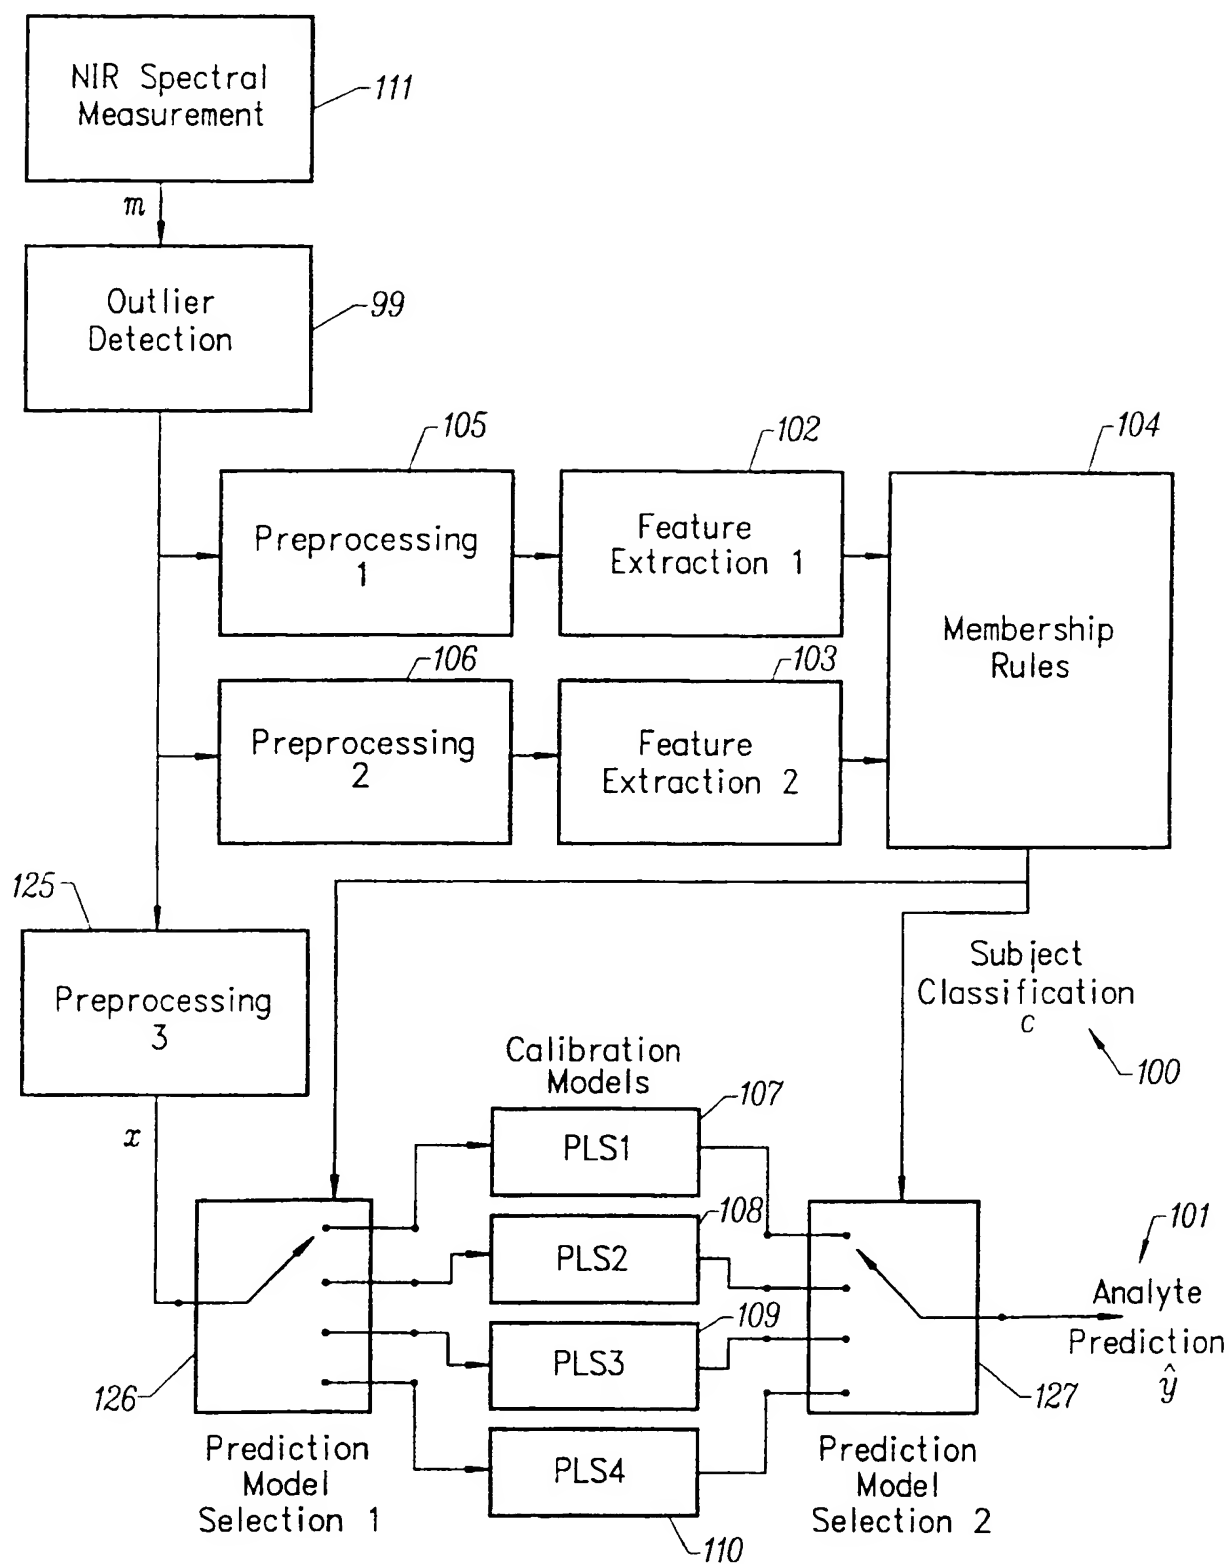 NIR Spectral
Measurement
111
m
Outlier
Detection
99
105
102
104
Preprocessing
1
Feature
Extraction 1
Membership
Rules
106
103
Preprocessing
2
Feature
Extraction 2
125
Preprocessing
3
Subject
Classification
c
100
x
Calibration
Models
107
PLS1
108
PLS2
109
PLS3
PLS4
110
101
Analyte
Prediction
ŷ
126
127
Prediction
Model
Selection 1
Prediction
Model
Selection 2